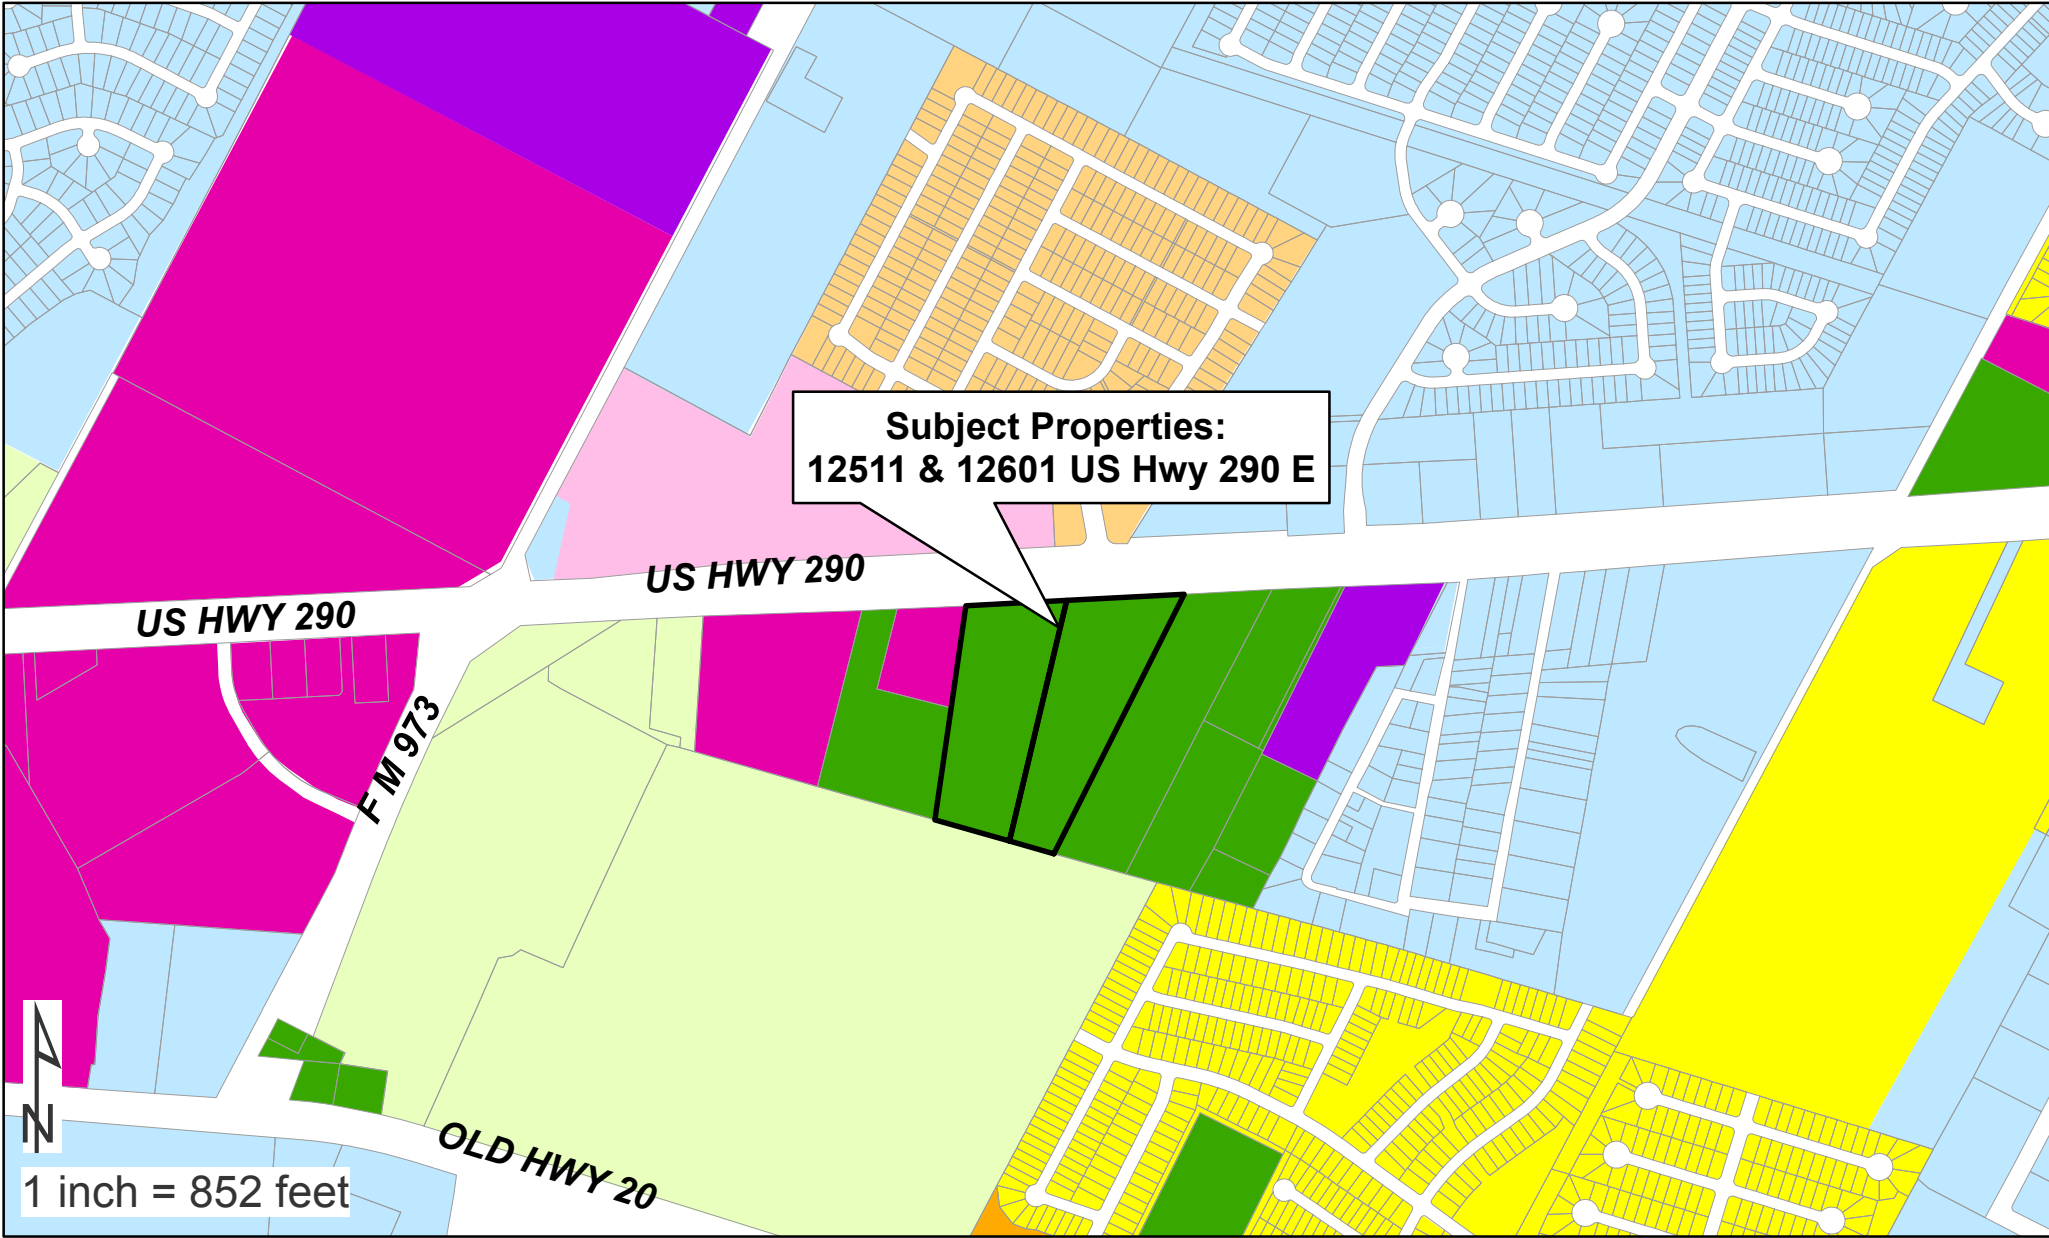 Subject Properties:
12511 & 12601 US Hwy 290 E
US HWY 290
US HWY 290
F M 973
OLD HWY 20
N
1 inch = 852 feet